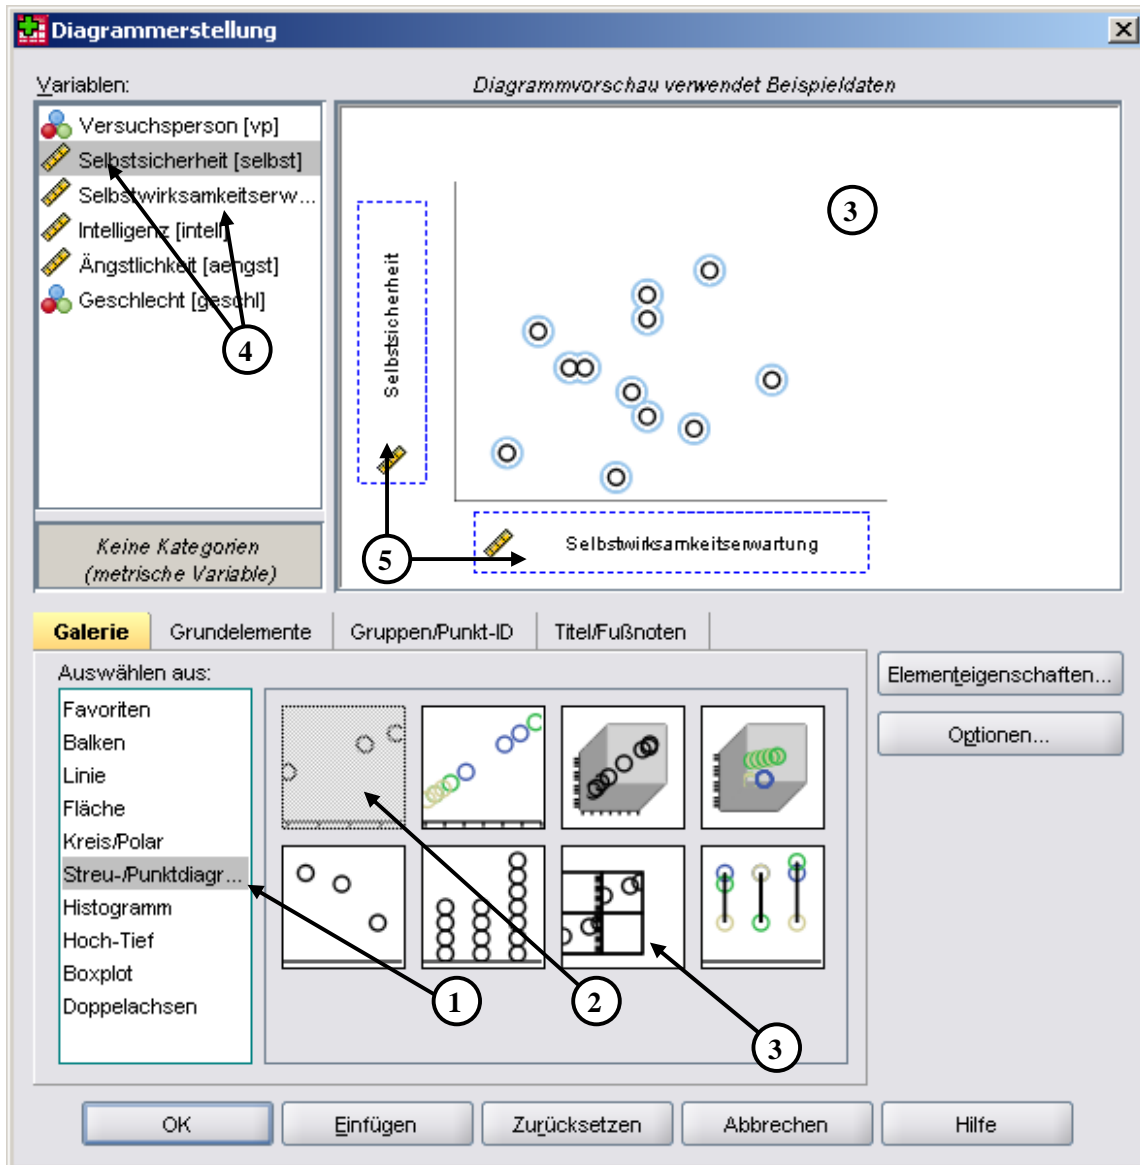 Diagrammerstellung
Variablen:
Diagrammvorschau verwendet Beispieldaten
Versuchsperson [vp]
Selbstsicherheit [selbst]
Selbstwirksamkeitserw...
Intelligenz [intell]
Ängstlichkeit [aengst]
Geschlecht [geschl]
4
3
Selbstsicherheit
5
Selbstwirksamkeitserwartung
Keine Kategorien
(metrische Variable)
Galerie
Grundelemente
Gruppen/Punkt-ID
Titel/Fußnoten
Auswählen aus:
Favoriten
Balken
Linie
Fläche
Kreis/Polar
Streu-/Punktdiagr...
Histogramm
Hoch-Tief
Boxplot
Doppelachsen
1
2
3
Elementeigenschaften...
Optionen...
OK
Einfügen
Zurücksetzen
Abbrechen
Hilfe